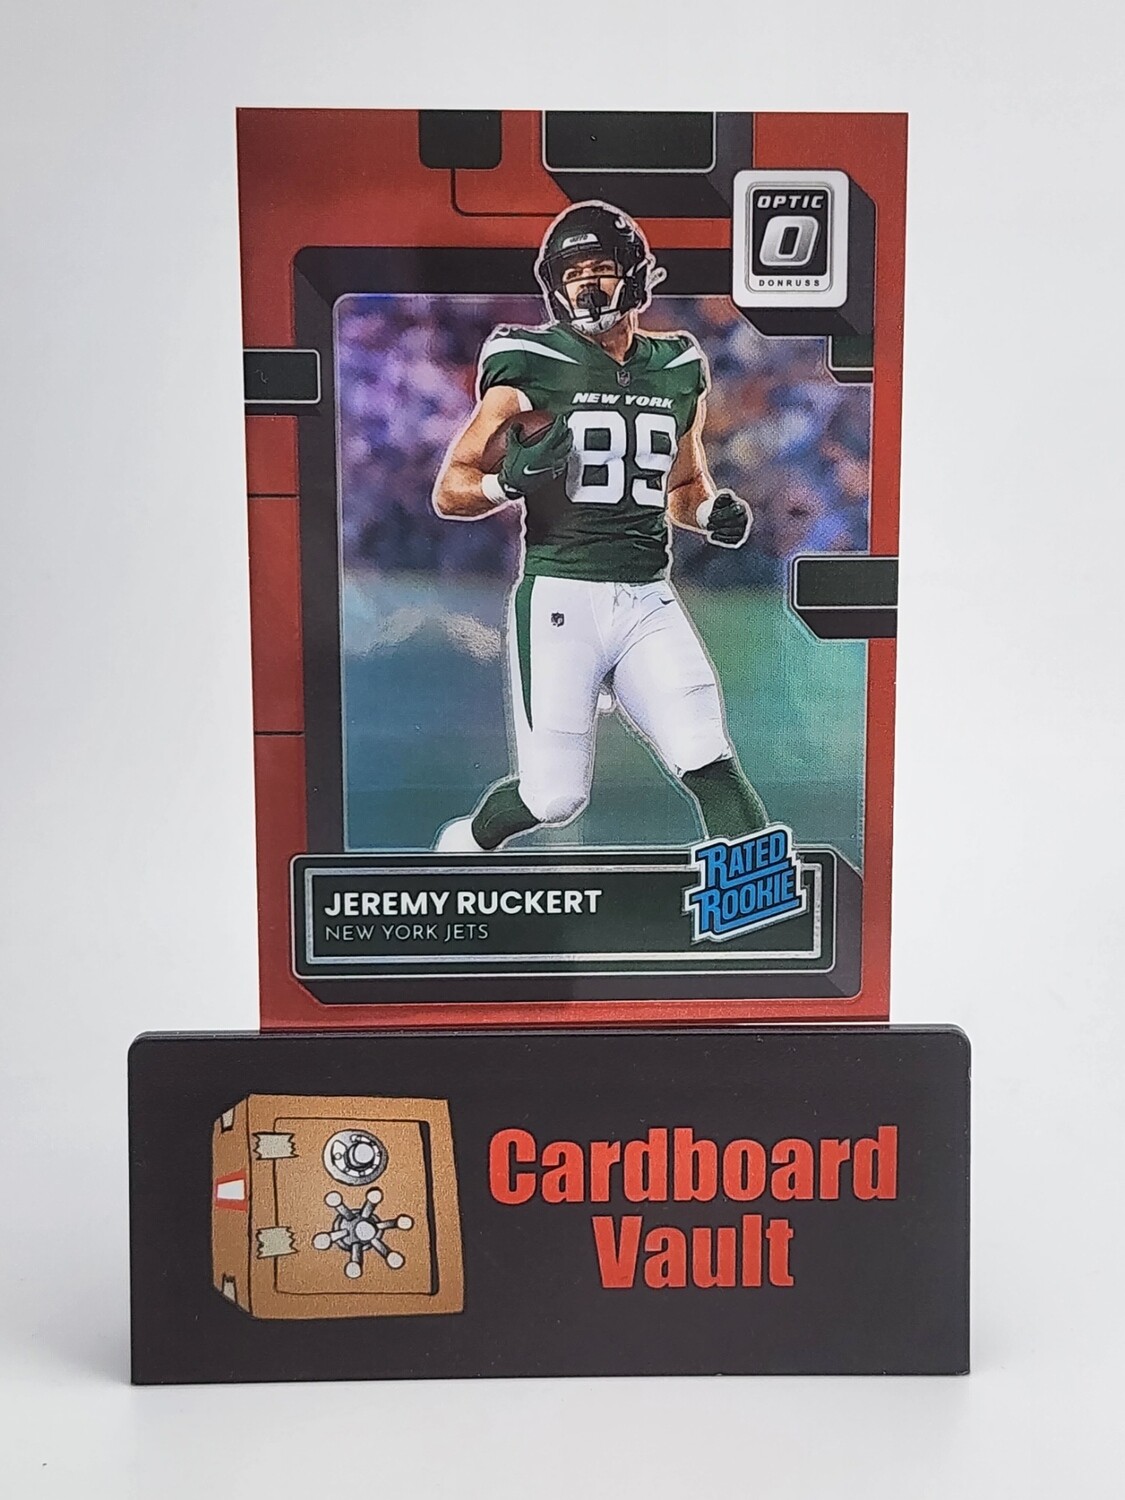 OPTIC
O
DONRUSS
NEW YORK
89
RATED
ROOKIE
JEREMY RUCKERT
NEW YORK JETS
Cardboard
Vault